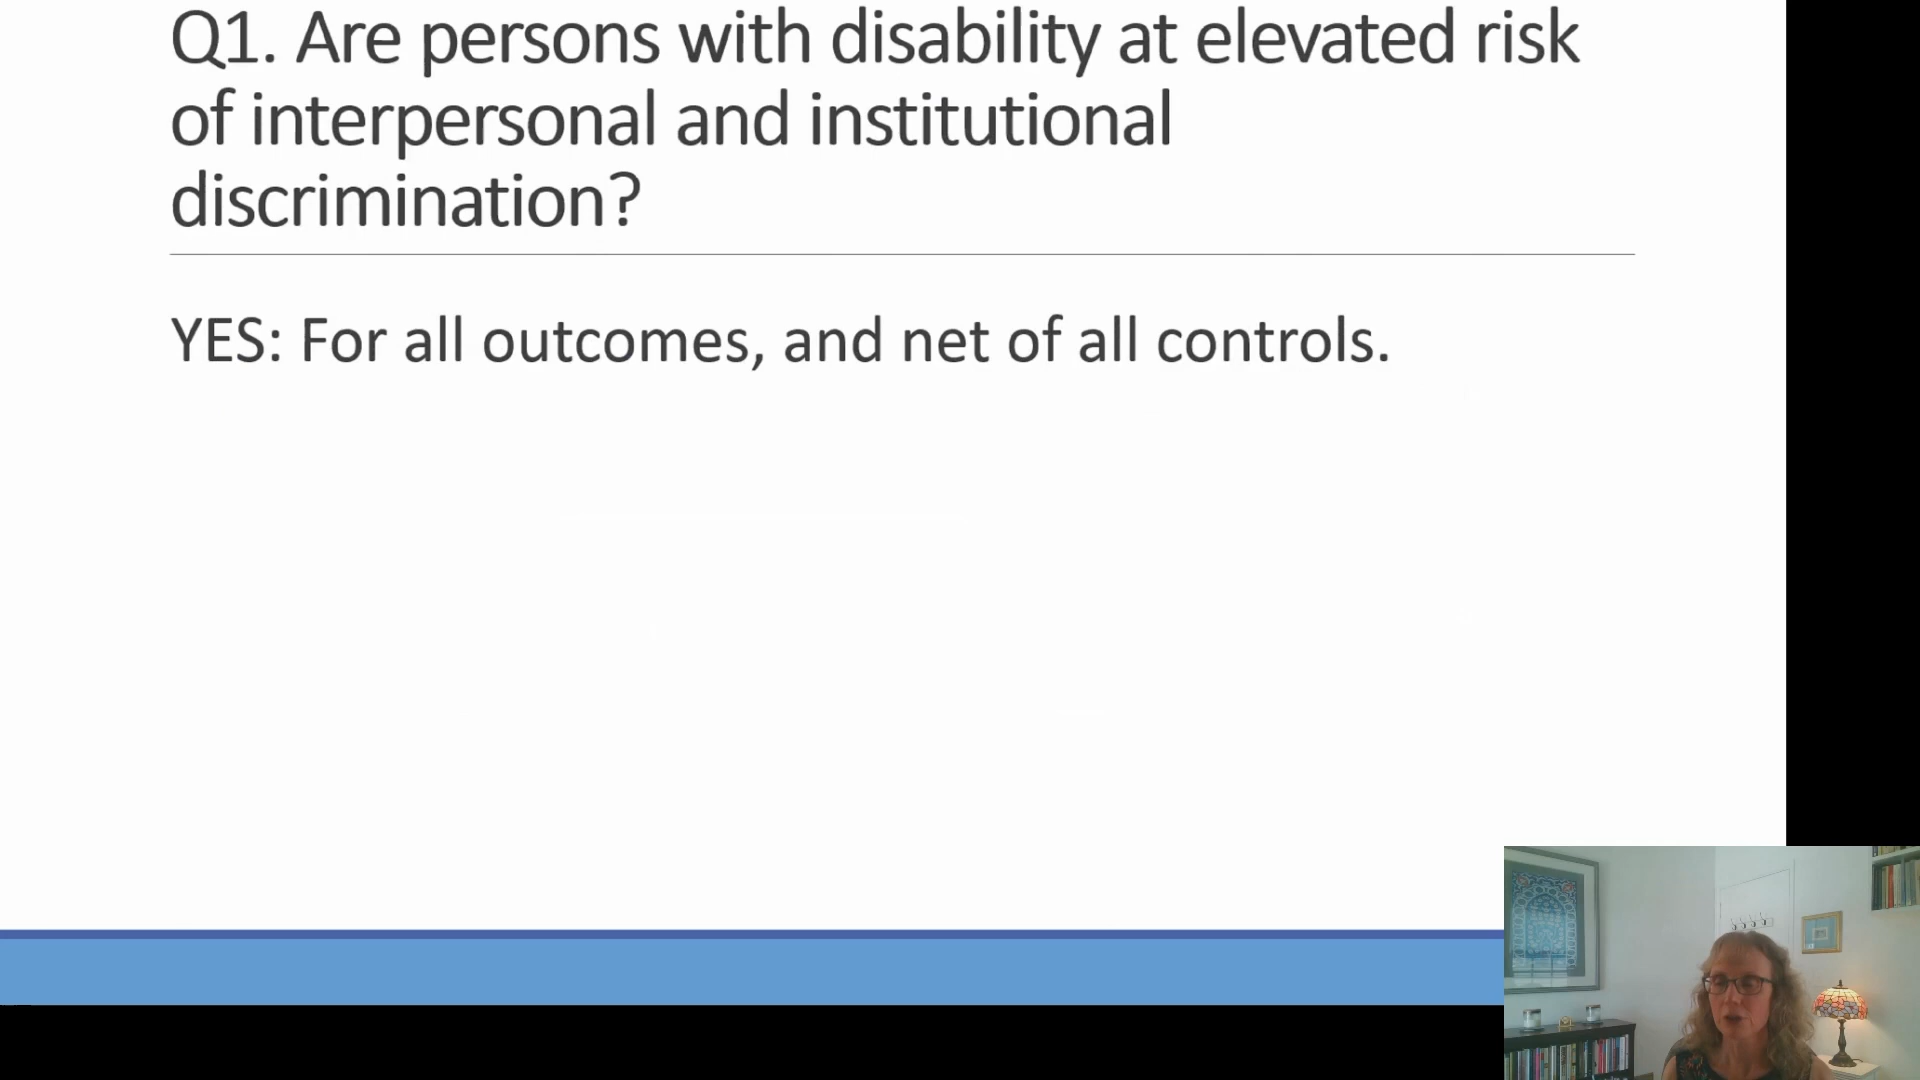 Q1. Are persons with disability at elevated risk
of interpersonal and institutional
discrimination?
YES: For all outcomes, and net of all controls.